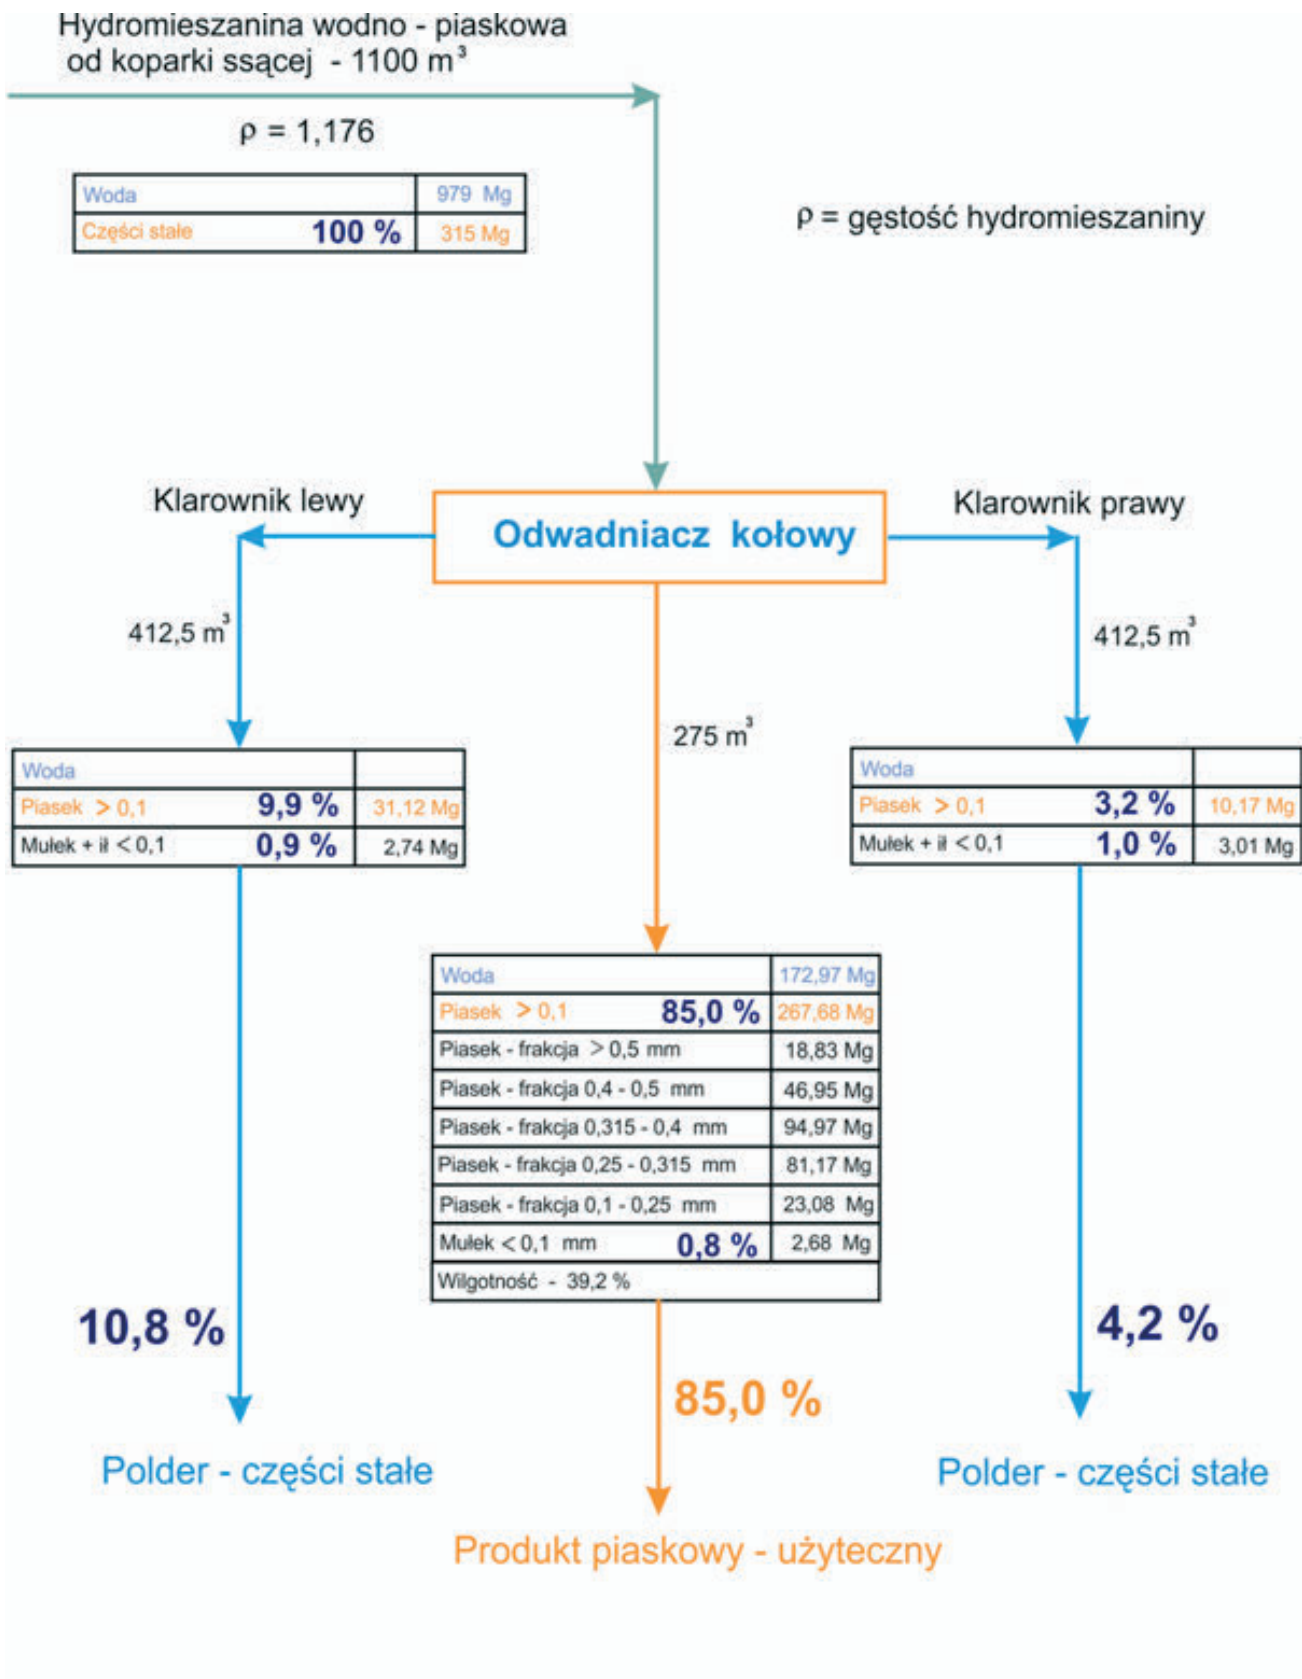 Hydromieszanina wodno - piaskowa
od koparki ssącej - 1100 m³
ρ = 1,176
Woda 979 Mg
Części stałe 100 % 315 Mg
ρ = gęstość hydromieszaniny
Klarownik lewy
Odwadniacz kołowy
Klarownik prawy
412,5 m³
412,5 m³
275 m³
Woda
Piasek > 0,1 9,9 % 31,12 Mg
Mułek + ił < 0,1 0,9 % 2,74 Mg
Woda
Piasek > 0,1 3,2 % 10,17 Mg
Mułek + ił < 0,1 1,0 % 3,01 Mg
Woda 172,97 Mg
Piasek > 0,1 85,0 % 267,68 Mg
Piasek - frakcja > 0,5 mm 18,83 Mg
Piasek - frakcja 0,4 - 0,5 mm 46,95 Mg
Piasek - frakcja 0,315 - 0,4 mm 94,97 Mg
Piasek - frakcja 0,25 - 0,315 mm 81,17 Mg
Piasek - frakcja 0,1 - 0,25 mm 23,08 Mg
Mułek < 0,1 mm 0,8 % 2,68 Mg
Wilgotność - 39,2 %
10,8 %
4,2 %
85,0 %
Polder - części stałe
Polder - części stałe
Produkt piaskowy - użyteczny